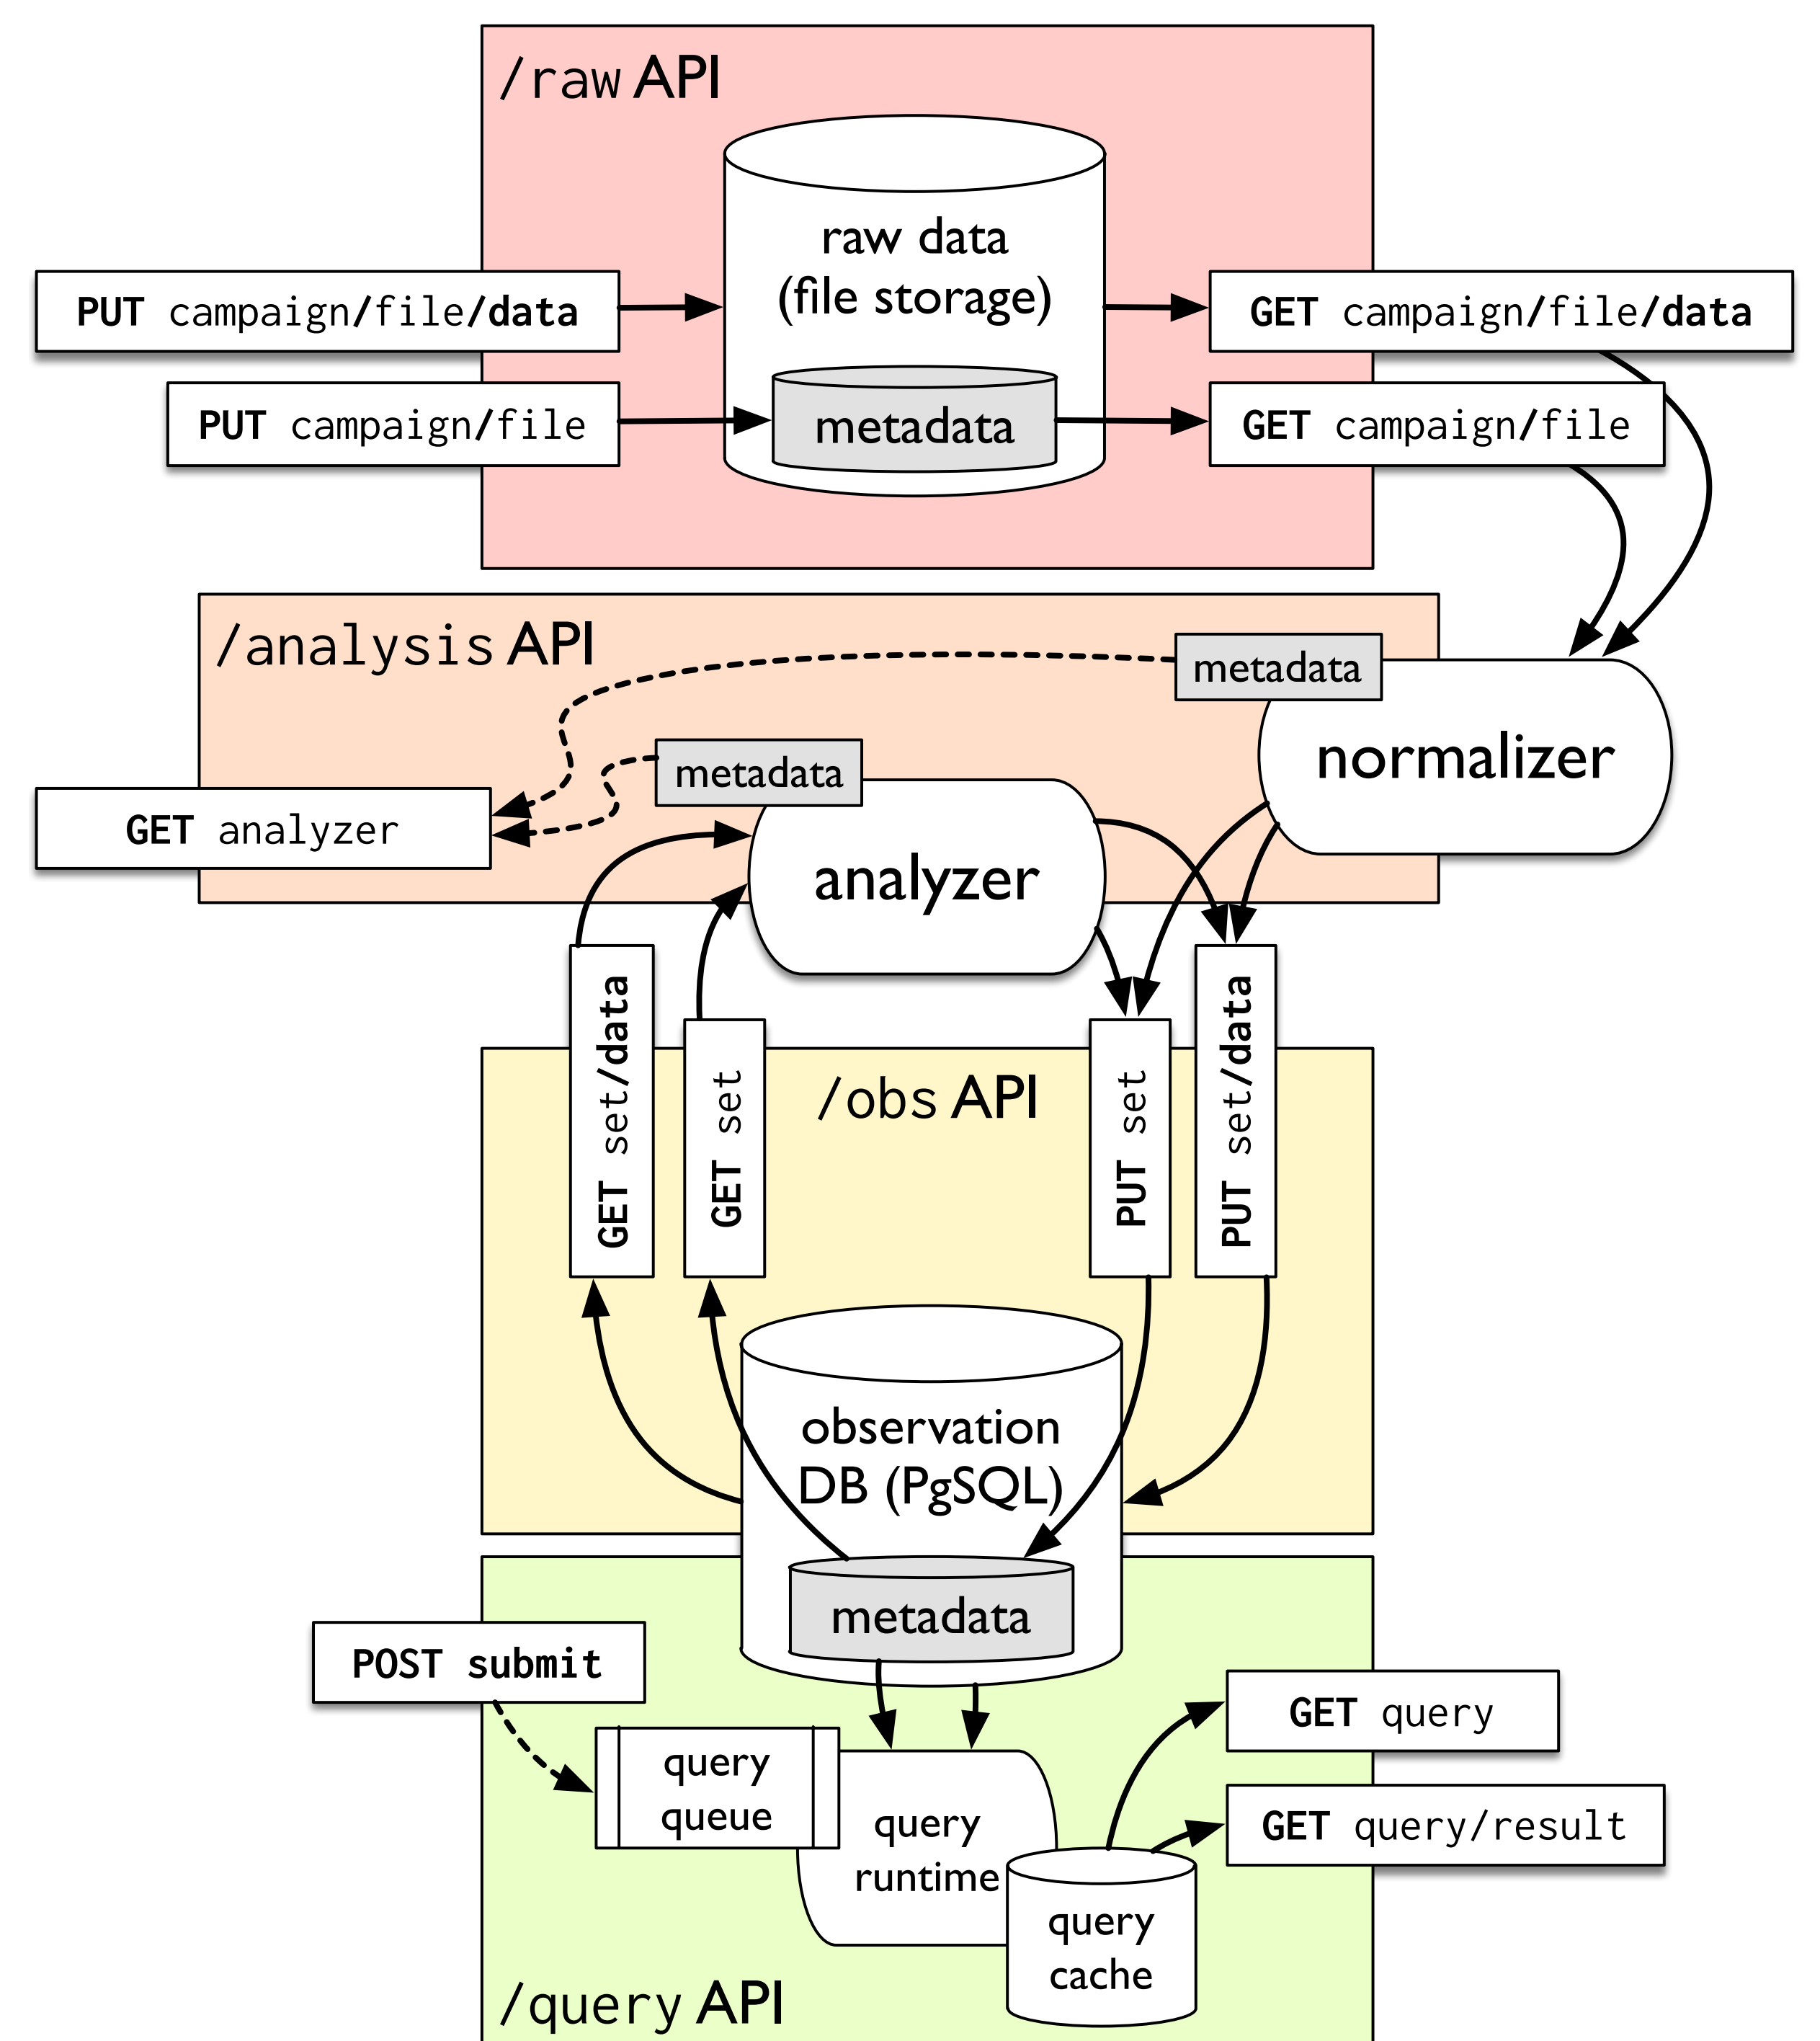 /raw API
raw data
(file storage)
PUT campaign/file/data
GET campaign/file/data
PUT campaign/file
metadata
GET campaign/file
/analysis API
metadata
normalizer
metadata
GET analyzer
analyzer
GET set/data
GET set
/obs API
PUT set
PUT set/data
observation
DB (PgSQL)
metadata
POST submit
GET query
query
queue
query
runtime
GET query/result
query
cache
/query API